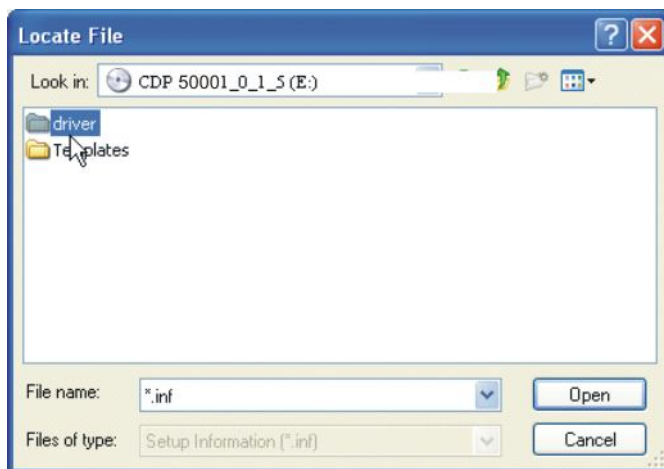 Locate File
Look in: CDP 50001_0_1_5 (E:)
driver
Templates
File name: *.inf Open
Files of type: Setup Information (*.inf) Cancel